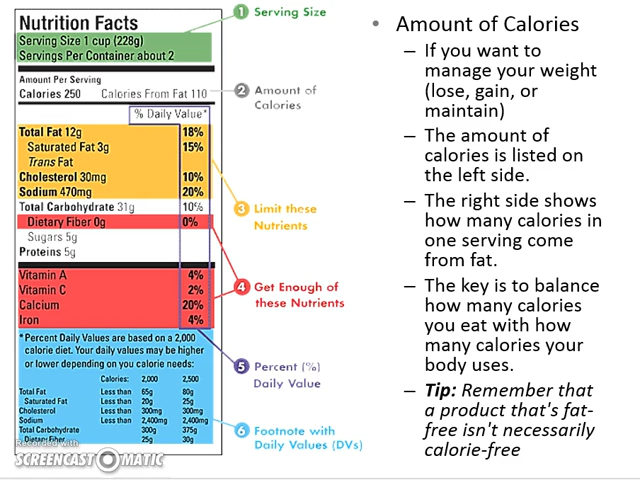 Nutrition Facts
Serving Size 1 cup (228g)
Servings Per Container about 2
Amount Per Serving
Calories 250 Calories From Fat 110
% Daily Value*
Total Fat 12g 18%
Saturated Fat 3g 15%
Trans Fat
Cholesterol 30mg 10%
Sodium 470mg 20%
Total Carbohydrate 31g 10%
Dietary Fiber 0g 0%
Sugars 5g
Proteins 5g
Vitamin A 4%
Vitamin C 2%
Calcium 20%
Iron 4%
*Percent Daily Values are based on a 2,000
calorie diet. Your daily values may be higher
or lower depending on you calorie needs:
Calories: 2,000 2,500
Total Fat Less than 65g 80g
Saturated Fat Less than 20g 25g
Cholesterol Less than 300mg 300mg
Sodium Less than 2,400mg 2,400mg
Total Carbohydrate 300g 375g
Dietary Fiber 25g 30g
Recorded with
SCREENCAST-O-MATIC
1 Serving Size
2 Amount of
Calories
3 Limit these
Nutrients
4 Get Enough of
these Nutrients
5 Percent (%)
Daily Value
6 Footnote with
Daily Values (DVs)
• Amount of Calories
– If you want to
manage your weight
(lose, gain, or
maintain)
– The amount of
calories is listed on
the left side.
– The right side shows
how many calories in
one serving come
from fat.
– The key is to balance
how many calories
you eat with how
many calories your
body uses.
– Tip: Remember that
a product that's fat-
free isn't necessarily
calorie-free